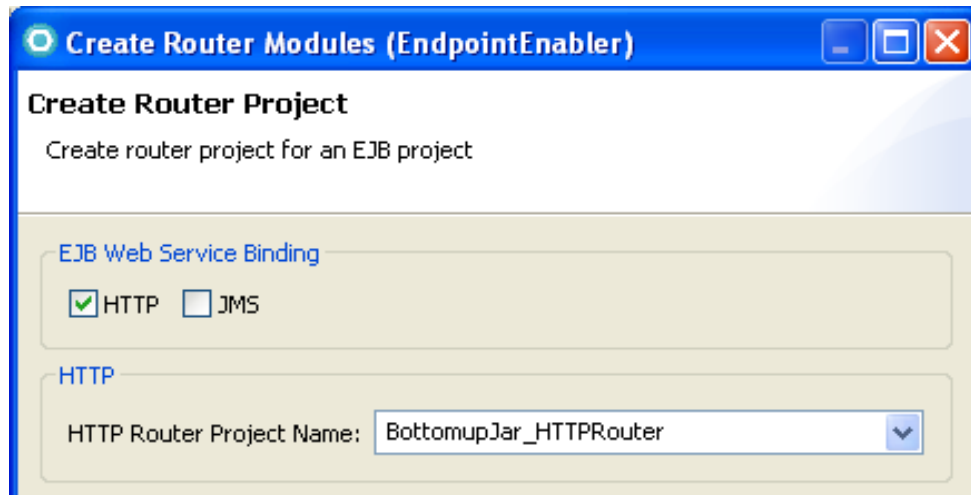 Create Router Modules (EndpointEnabler)
Create Router Project
Create router project for an EJB project
EJB Web Service Binding
HTTP JMS
HTTP
HTTP Router Project Name: BottomupJar_HTTPRouter